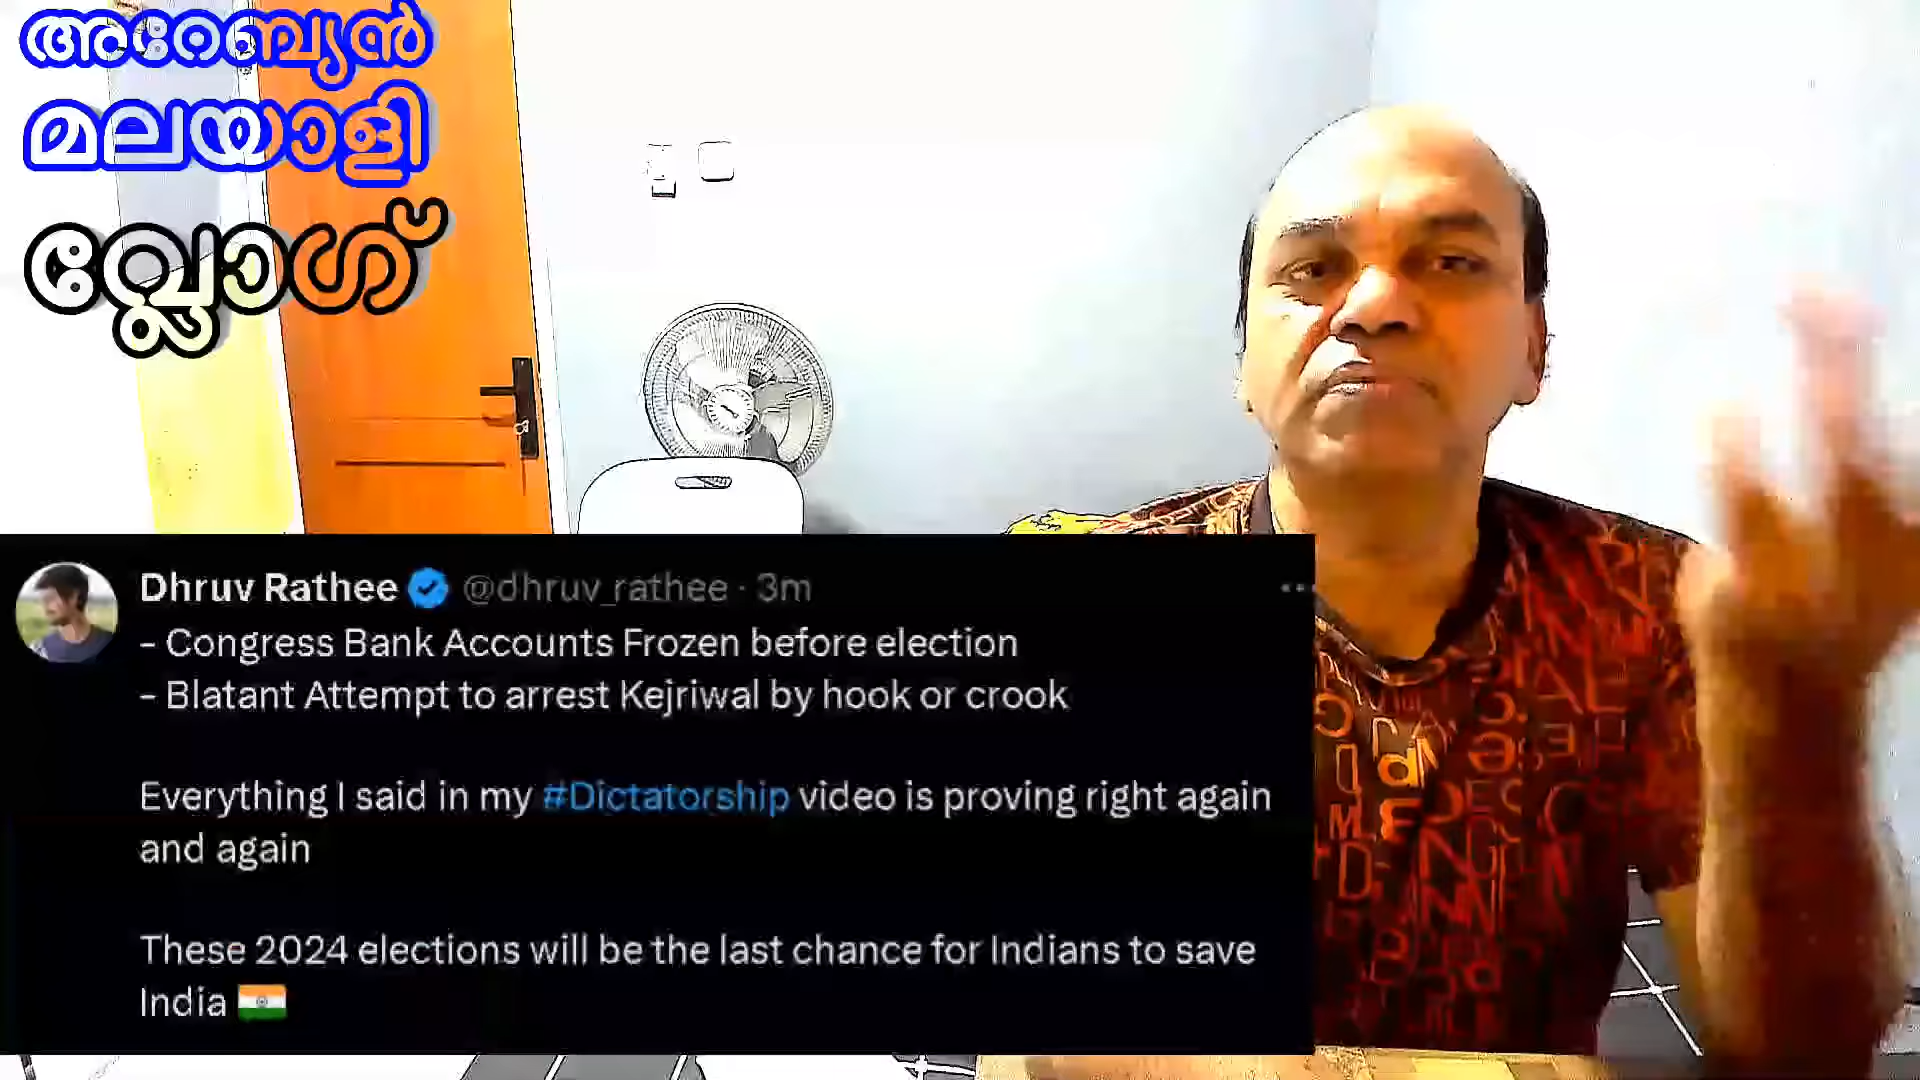 അറേബ്യൻ
മലയാളി
വ്ലോഗ്
Dhruv Rathee @dhruv_rathee · 3m
- Congress Bank Accounts Frozen before election
- Blatant Attempt to arrest Kejriwal by hook or crook
Everything I said in my #Dictatorship video is proving right again
and again
These 2024 elections will be the last chance for Indians to save
India 🇮🇳